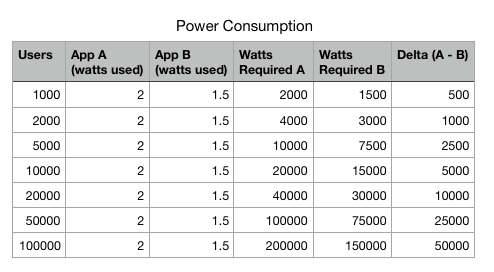 Power Consumption
Users App A (watts used) App B (watts used) Watts Required A Watts Required B Delta (A - B)
1000 2 1.5 2000 1500 500
2000 2 1.5 4000 3000 1000
5000 2 1.5 10000 7500 2500
10000 2 1.5 20000 15000 5000
20000 2 1.5 40000 30000 10000
50000 2 1.5 100000 75000 25000
100000 2 1.5 200000 150000 50000